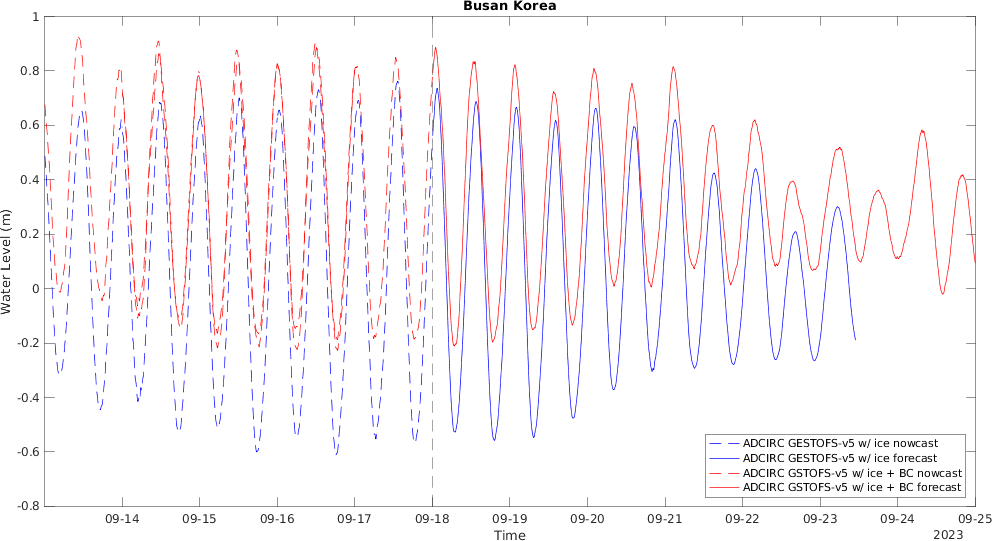 Busan Korea
1
0.8
0.6
0.4
0.2
0
-0.2
-0.4
-0.6
-0.8
Water Level (m)
ADCIRC GESTOFS-v5 w/ ice nowcast
ADCIRC GESTOFS-v5 w/ ice forecast
ADCIRC GSTOFS-v5 w/ ice + BC nowcast
ADCIRC GSTOFS-v5 w/ ice + BC forecast
09-14 09-15 09-16 09-17 09-18 09-19 09-20 09-21 09-22 09-23 09-24 09-25
Time
2023